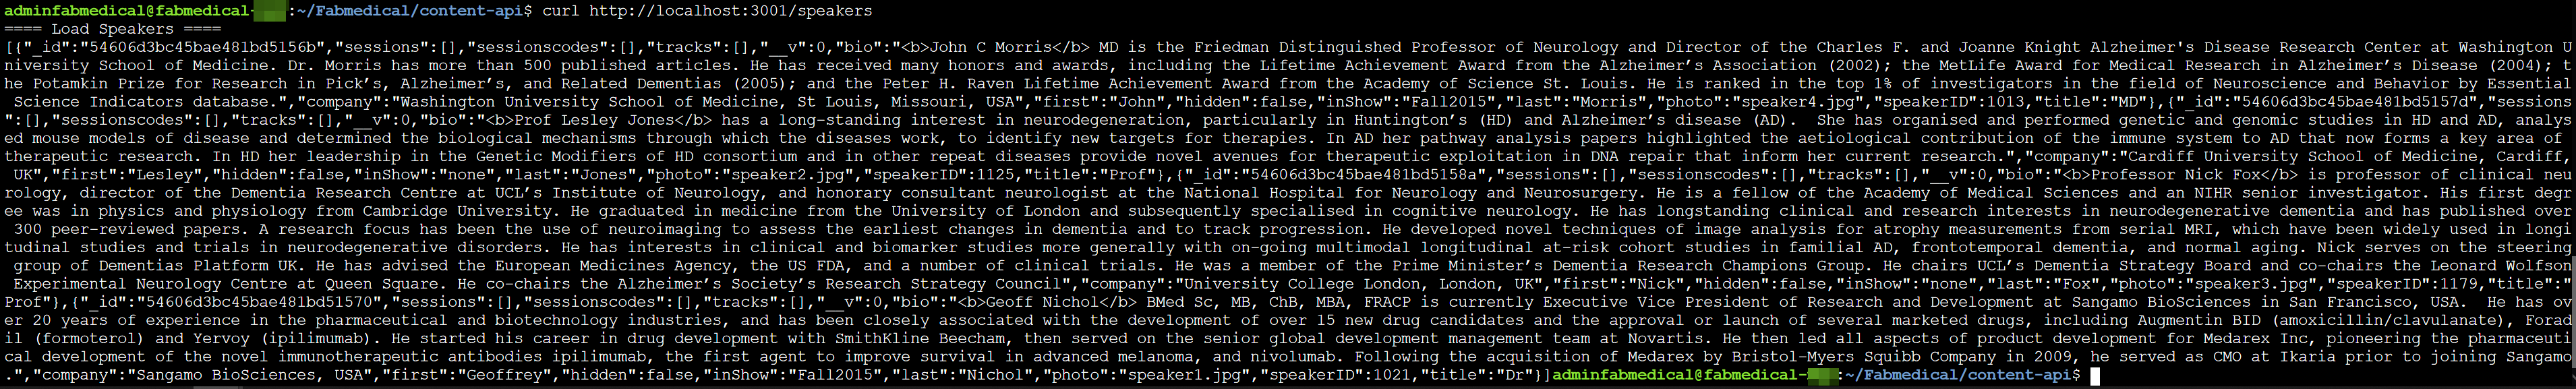 adminfabmedical@fabmedical-:~/Fabmedical/content-api$ curl http://localhost:3001/speakers
==== Load Speakers ====
[{"_id":"54606d3bc45bae481bd5156b","sessions":[],"sessionscodes":[],"tracks":[],"__v":0,"bio":"<b>John C Morris</b> MD is the Friedman Distinguished Professor of Neurology and Director of the Charles F. and Joanne Knight Alzheimer's Disease Research Center at Washington U
niversity School of Medicine. Dr. Morris has more than 500 published articles. He has received many honors and awards, including the Lifetime Achievement Award from the Alzheimer’s Association (2002); the MetLife Award for Medical Research in Alzheimer’s Disease (2004); t
he Potamkin Prize for Research in Pick’s, Alzheimer’s, and Related Dementias (2005); and the Peter H. Raven Lifetime Achievement Award from the Academy of Science St. Louis. He is ranked in the top 1% of investigators in the field of Neuroscience and Behavior by Essential
 Science Indicators database.","company":"Washington University School of Medicine, St Louis, Missouri, USA","first":"John","hidden":false,"inShow":"Fall2015","last":"Morris","photo":"speaker4.jpg","speakerID":1013,"title":"MD"},{"_id":"54606d3bc45bae481bd5157d","sessions
":[],"sessionscodes":[],"tracks":[],"__v":0,"bio":"<b>Prof Lesley Jones</b> has a long-standing interest in neurodegeneration, particularly in Huntington’s (HD) and Alzheimer’s disease (AD).  She has organised and performed genetic and genomic studies in HD and AD, analys
ed mouse models of disease and determined the biological mechanisms through which the diseases work, to identify new targets for therapies. In AD her pathway analysis papers highlighted the aetiological contribution of the immune system to AD that now forms a key area of
therapeutic research. In HD her leadership in the Genetic Modifiers of HD consortium and in other repeat diseases provide novel avenues for therapeutic exploitation in DNA repair that inform her current research.","company":"Cardiff University School of Medicine, Cardiff,
 UK","first":"Lesley","hidden":false,"inShow":"none","last":"Jones","photo":"speaker2.jpg","speakerID":1125,"title":"Prof"},{"_id":"54606d3bc45bae481bd5158a","sessions":[],"sessionscodes":[],"tracks":[],"__v":0,"bio":"<b>Professor Nick Fox</b> is professor of clinical neu
rology, director of the Dementia Research Centre at UCL’s Institute of Neurology, and honorary consultant neurologist at the National Hospital for Neurology and Neurosurgery. He is a fellow of the Academy of Medical Sciences and an NIHR senior investigator. His first degr
ee was in physics and physiology from Cambridge University. He graduated in medicine from the University of London and subsequently specialised in cognitive neurology. He has longstanding clinical and research interests in neurodegenerative dementia and has published over
 300 peer-reviewed papers. A research focus has been the use of neuroimaging to assess the earliest changes in dementia and to track progression. He developed novel techniques of image analysis for atrophy measurements from serial MRI, which have been widely used in longi
tudinal studies and trials in neurodegenerative disorders. He has interests in clinical and biomarker studies more generally with on-going multimodal longitudinal at-risk cohort studies in familial AD, frontotemporal dementia, and normal aging. Nick serves on the steering
 group of Dementias Platform UK. He has advised the European Medicines Agency, the US FDA, and a number of clinical trials. He was a member of the Prime Minister’s Dementia Research Champions Group. He chairs UCL’s Dementia Strategy Board and co-chairs the Leonard Wolfson
 Experimental Neurology Centre at Queen Square. He co-chairs the Alzheimer’s Society’s Research Strategy Council","company":"University College London, London, UK","first":"Nick","hidden":false,"inShow":"none","last":"Fox","photo":"speaker3.jpg","speakerID":1179,"title":"
Prof"},{"_id":"54606d3bc45bae481bd51570","sessions":[],"sessionscodes":[],"tracks":[],"__v":0,"bio":"<b>Geoff Nichol</b> BMed Sc, MB, ChB, MBA, FRACP is currently Executive Vice President of Research and Development at Sangamo BioSciences in San Francisco, USA.  He has ov
er 20 years of experience in the pharmaceutical and biotechnology industries, and has been closely associated with the development of over 15 new drug candidates and the approval or launch of several marketed drugs, including Augmentin BID (amoxicillin/clavulanate), Forad
il (formoterol) and Yervoy (ipilimumab). He started his career in drug development with SmithKline Beecham, then served on the senior global development management team at Novartis. He then led all aspects of product development for Medarex Inc, pioneering the pharmaceuti
cal development of the novel immunotherapeutic antibodies ipilimumab, the first agent to improve survival in advanced melanoma, and nivolumab. Following the acquisition of Medarex by Bristol-Myers Squibb Company in 2009, he served as CMO at Ikaria prior to joining Sangamo
.","company":"Sangamo BioSciences, USA","first":"Geoffrey","hidden":false,"inShow":"Fall2015","last":"Nichol","photo":"speaker1.jpg","speakerID":1021,"title":"Dr"}]adminfabmedical@fabmedical-:~/Fabmedical/content-api$